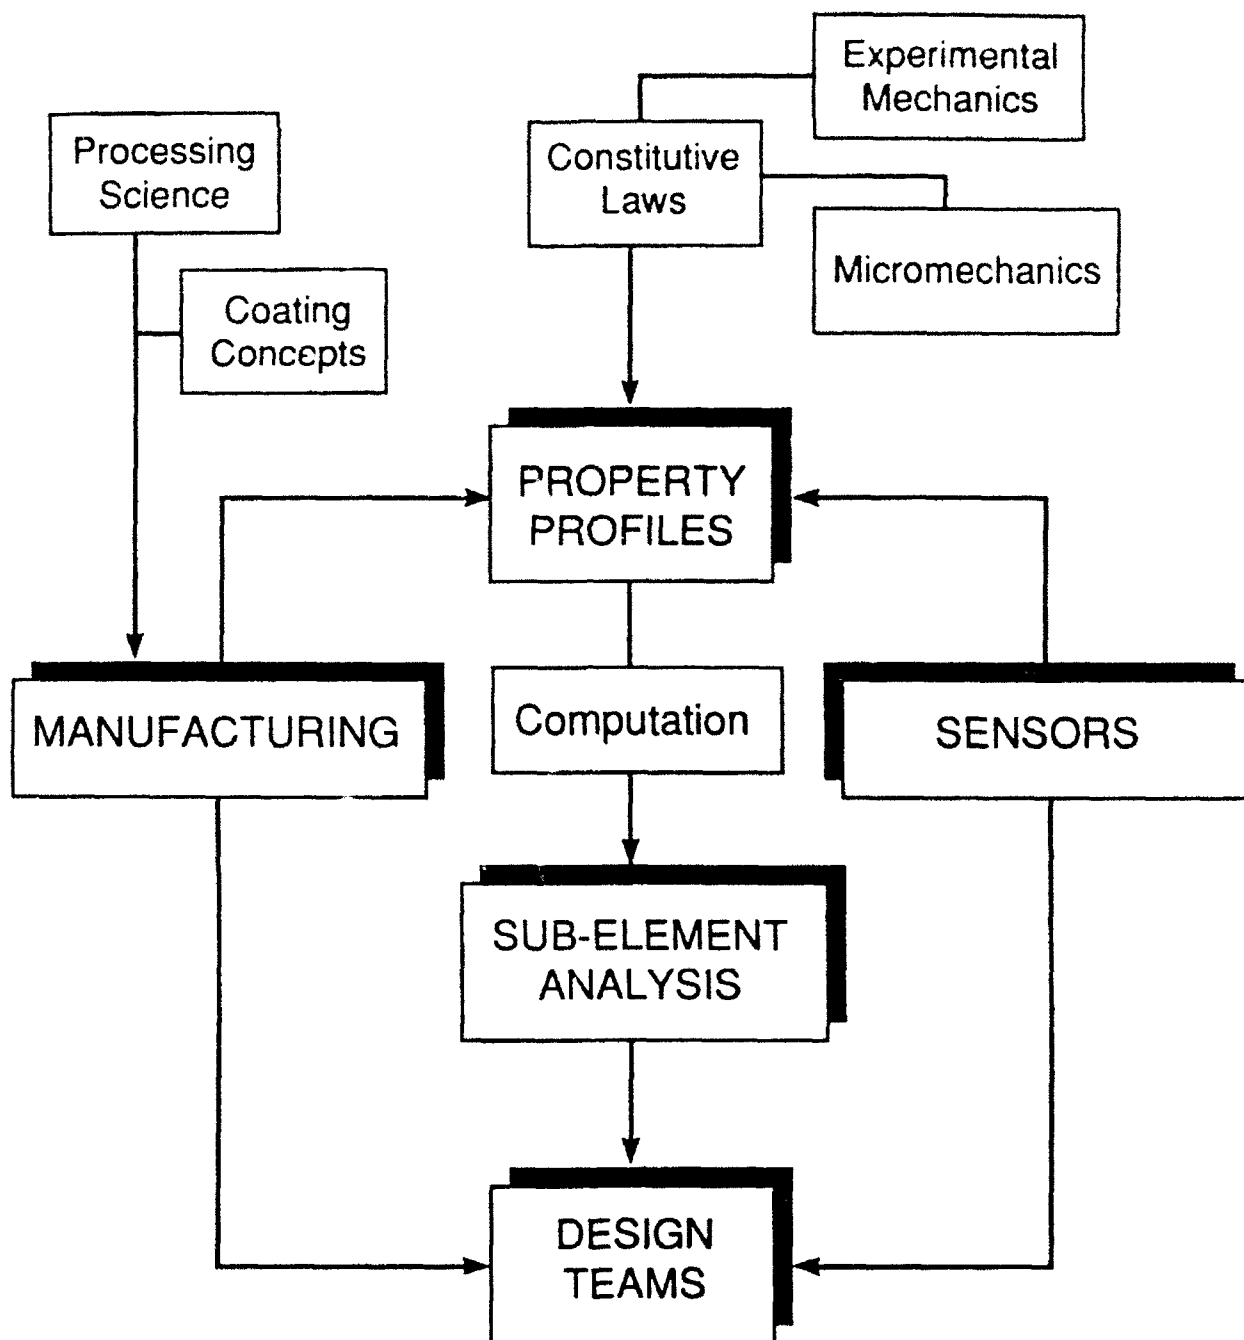 Experimental
Mechanics
Processing
Science
Constitutive
Laws
Micromechanics
Coating
Concepts
PROPERTY
PROFILES
MANUFACTURING
Computation
SENSORS
SUB-ELEMENT
ANALYSIS
DESIGN
TEAMS